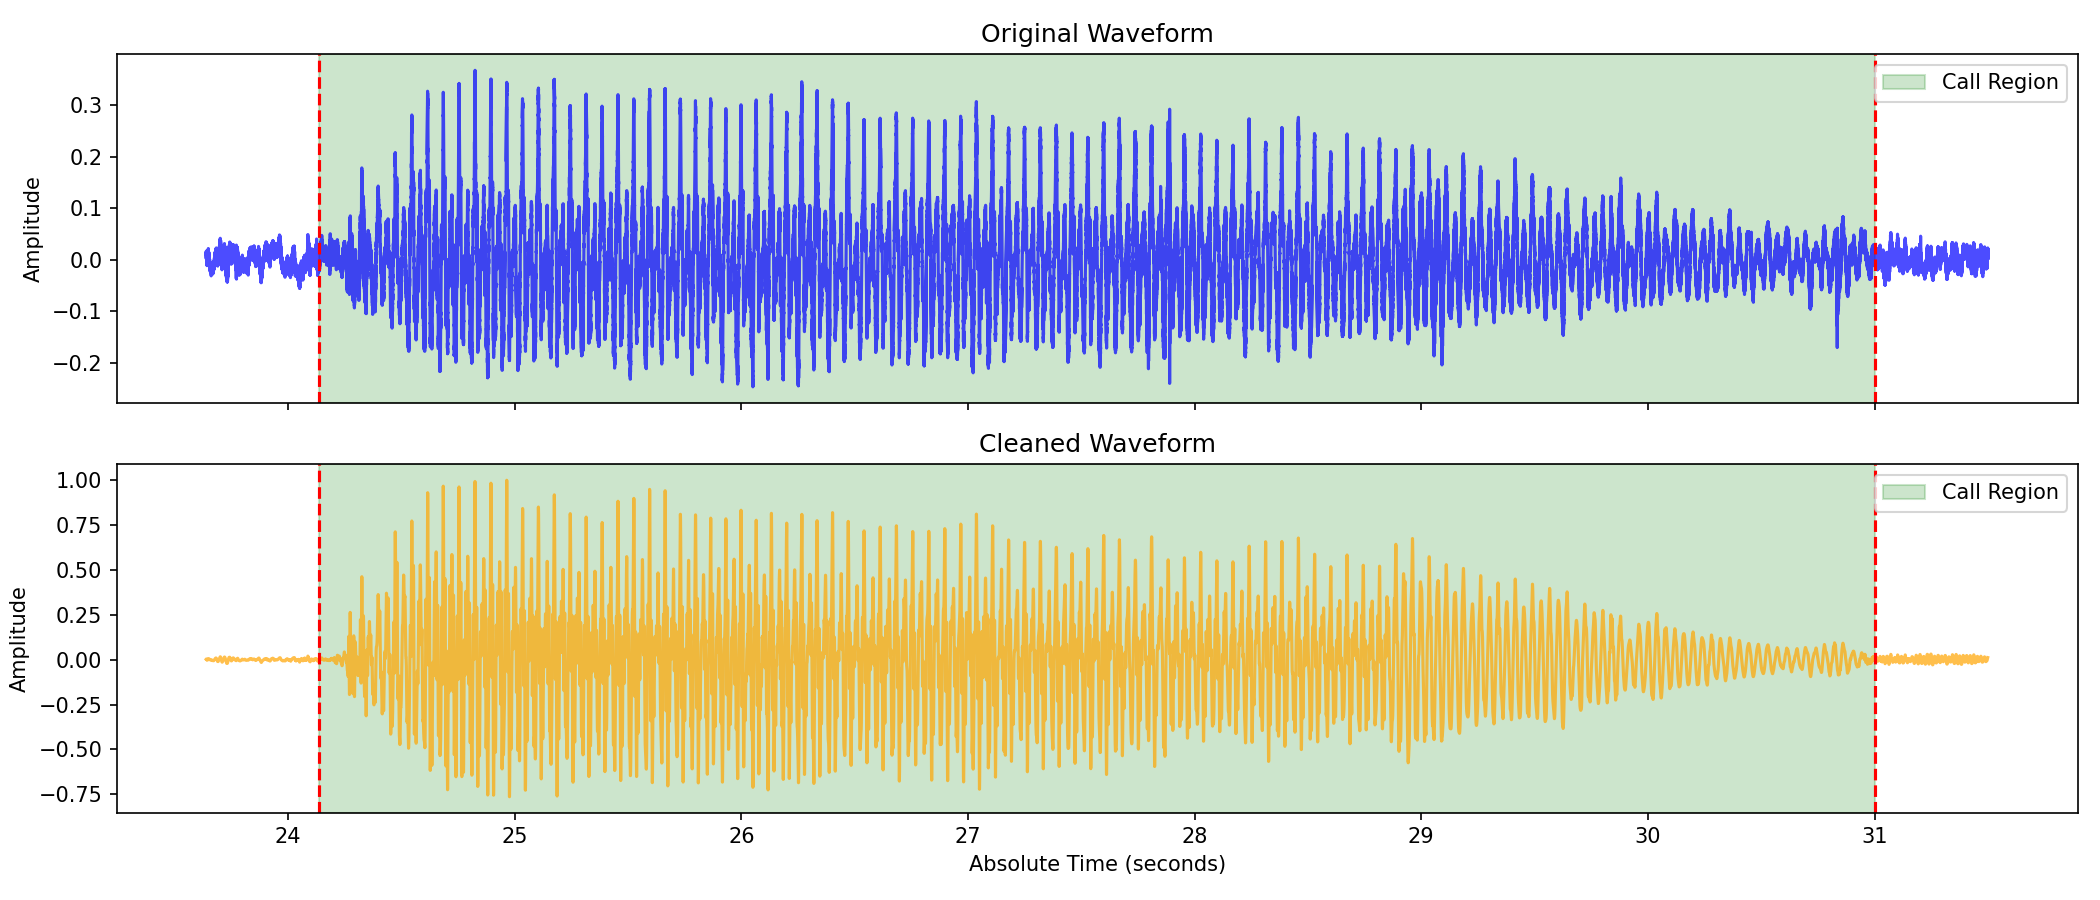 Original Waveform
Call Region
Amplitude
0.3
0.2
0.1
0.0
−0.1
−0.2
Cleaned Waveform
Call Region
Amplitude
1.00
0.75
0.50
0.25
0.00
−0.25
−0.50
−0.75
24 25 26 27 28 29 30 31
Absolute Time (seconds)